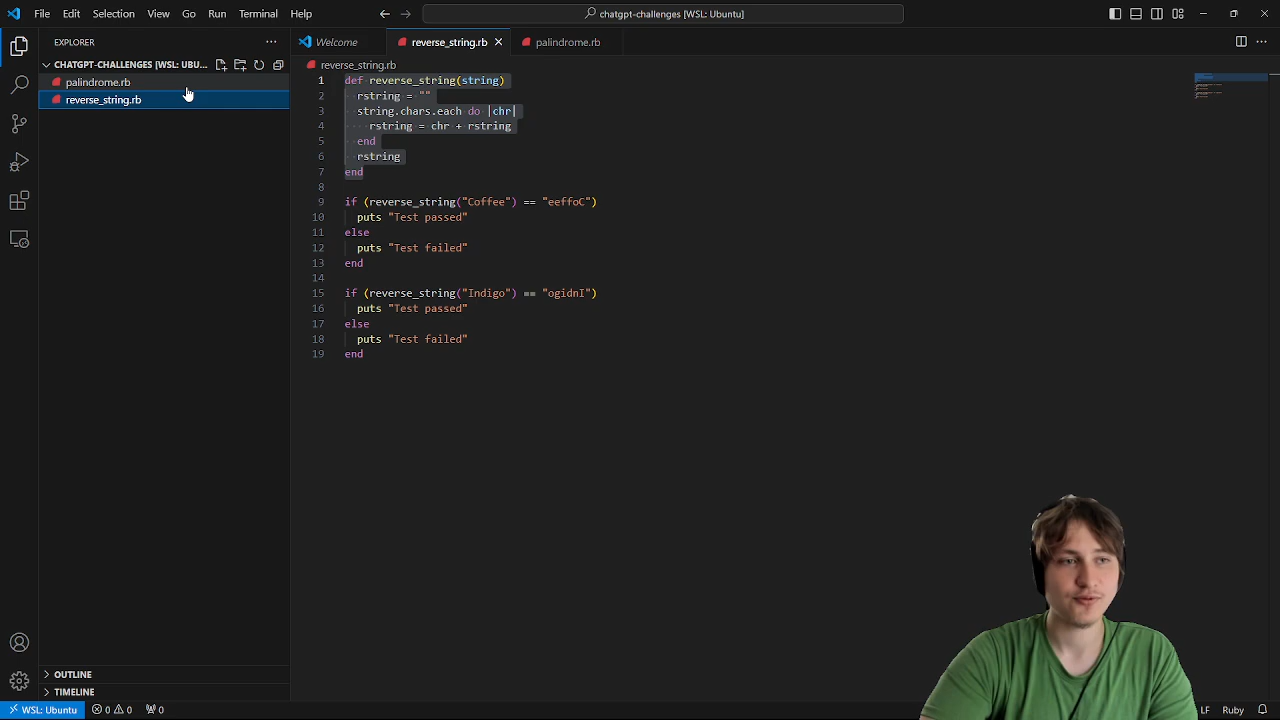 File Edit Selection View Go Run Terminal Help
chatgpt-challenges [WSL: Ubuntu]
EXPLORER
CHATGPT-CHALLENGES [WSL: UBU...
palindrome.rb
reverse_string.rb
OUTLINE
TIMELINE
Welcome
reverse_string.rb
palindrome.rb
reverse_string.rb
1 def reverse_string(string)
2 rstring = ""
3 string.chars.each do |chr|
4 rstring = chr + rstring
5 end
6 rstring
7 end
8
9 if (reverse_string("Coffee") == "eeffoC")
10 puts "Test passed"
11 else
12 puts "Test failed"
13 end
14
15 if (reverse_string("Indigo") == "ogidnI")
16 puts "Test passed"
17 else
18 puts "Test failed"
19 end
WSL: Ubuntu 0 0 0
LF Ruby